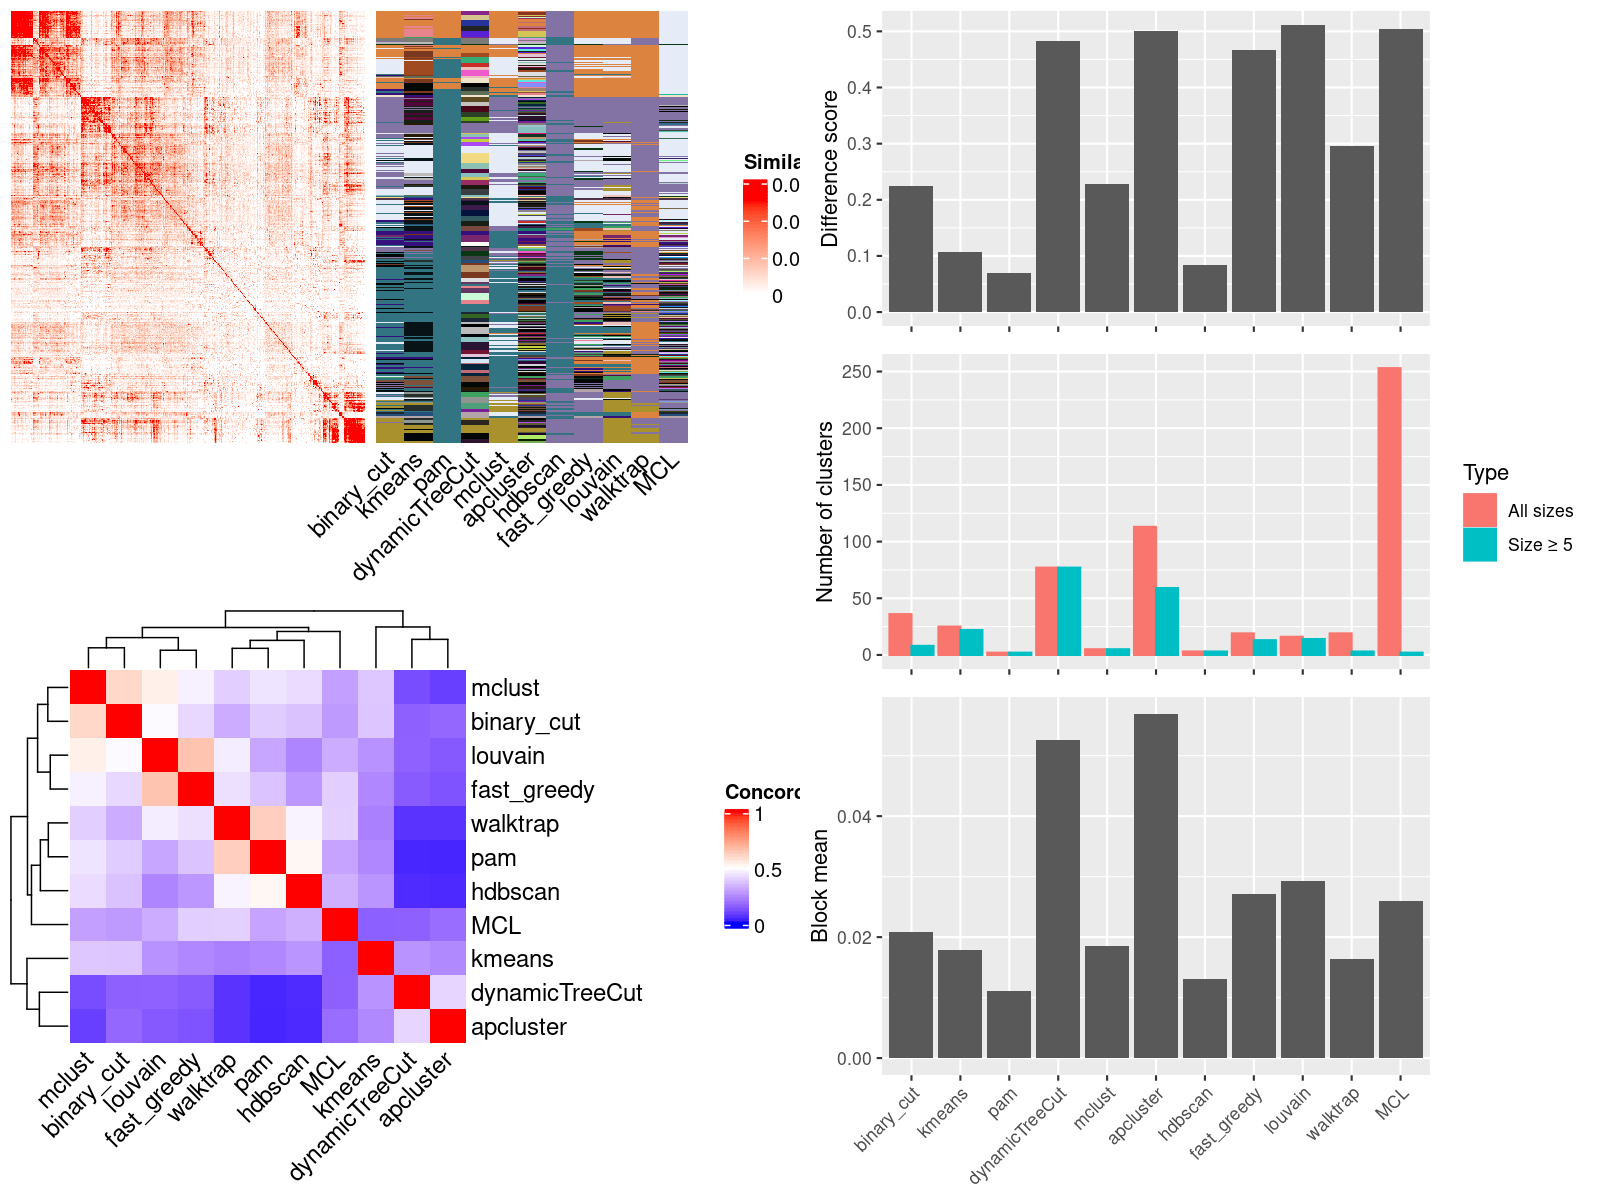 binary_cut
kmeans
pam
dynamicTreeCut
mclust
apcluster
hdbscan
fast_greedy
louvain
walktrap
MCL
Simila
0.0
0.0
0.0
0
mclust
binary_cut
louvain
fast_greedy
walktrap
pam
hdbscan
MCL
kmeans
dynamicTreeCut
apcluster
mclust
binary_cut
louvain
fast_greedy
walktrap
pam
hdbscan
MCL
kmeans
dynamicTreeCut
apcluster
Concord
1
0.5
0
Difference score
0.5
0.4
0.3
0.2
0.1
0.0
Number of clusters
250
200
150
100
50
0
Type
All sizes
Size ≥ 5
Block mean
0.04
0.02
0.00
binary_cut
kmeans
pam
dynamicTreeCut
mclust
apcluster
hdbscan
fast_greedy
louvain
walktrap
MCL